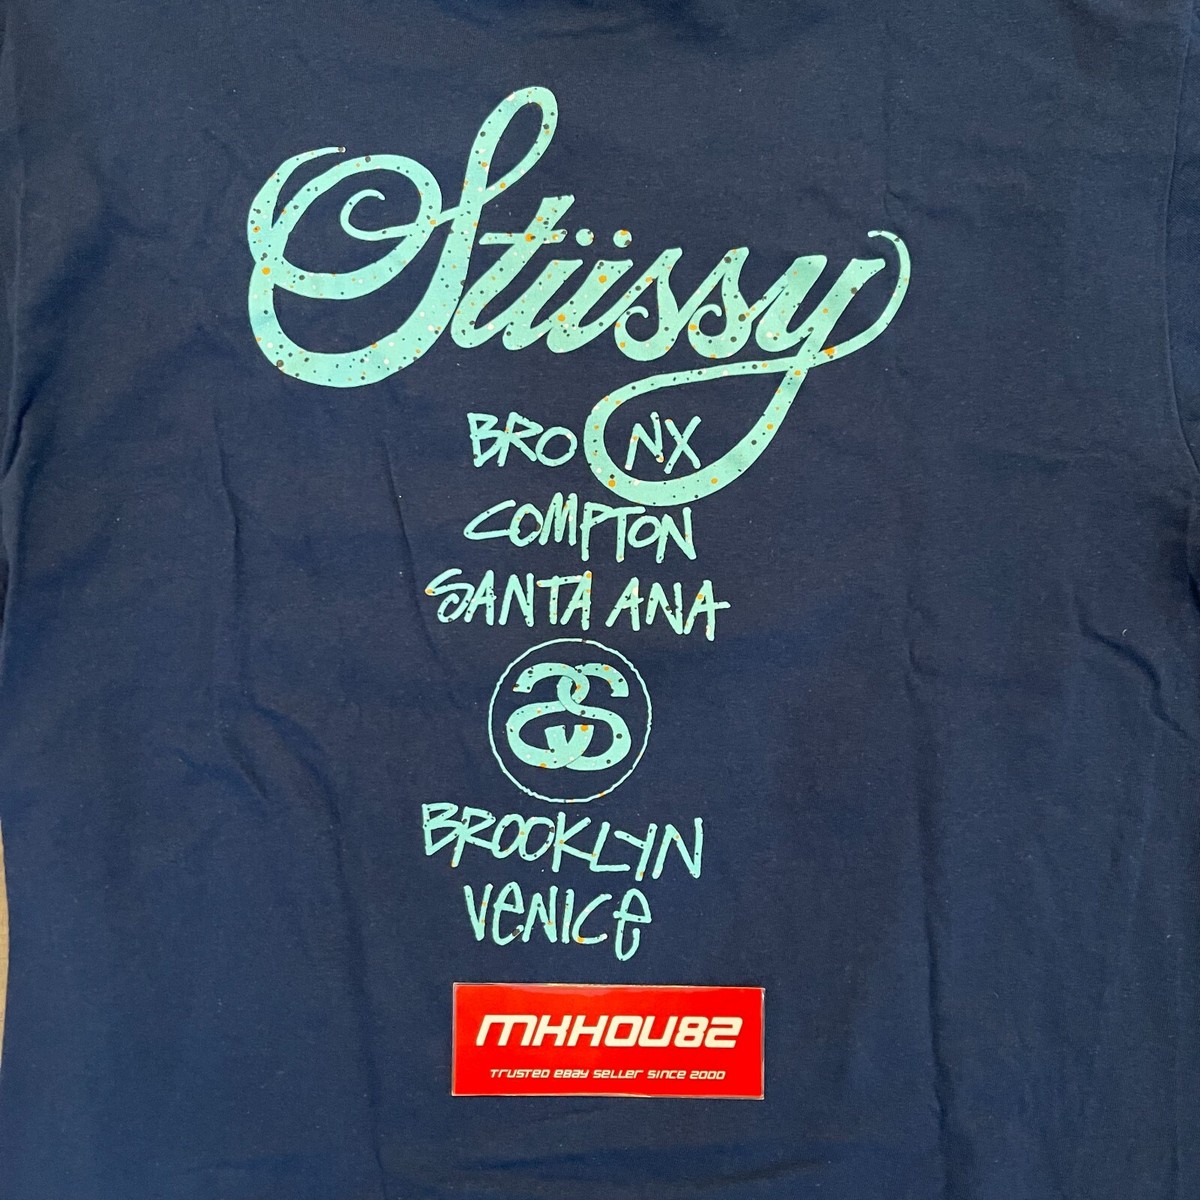 Stüssy
BRONX
COMPTON
SANTA ANA
SS
BROOKLYN
VENICE
MKHOU82
TRUSTED EBAY SELLER SINCE 2000